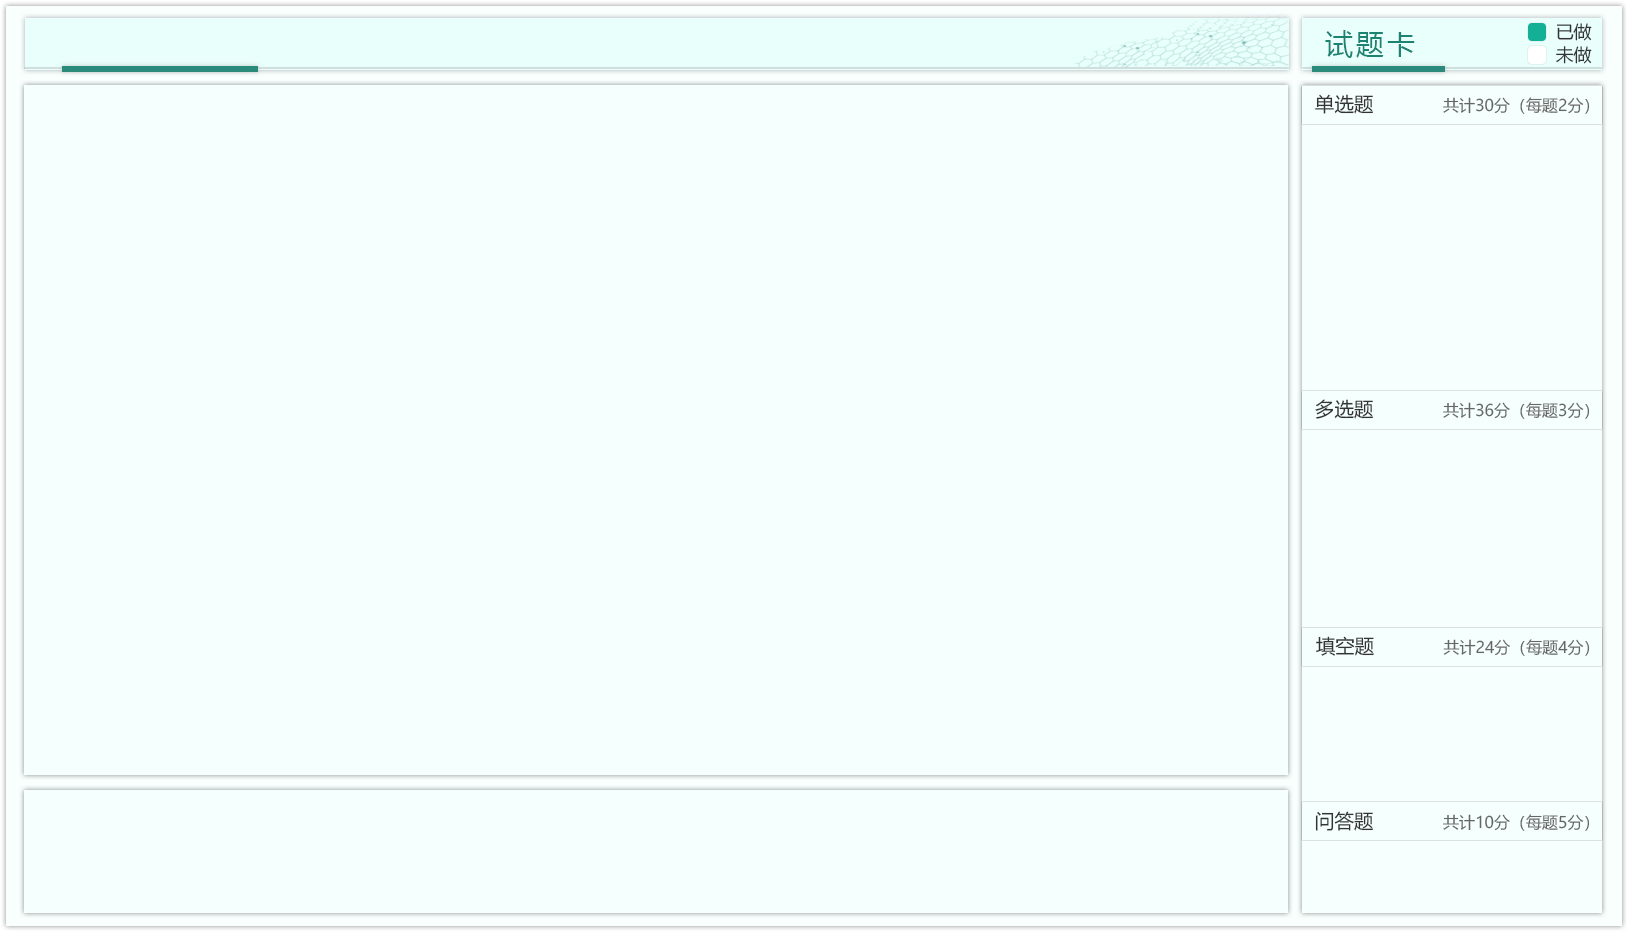 试题卡
已做
未做
单选题 共计30分（每题2分）
多选题 共计36分（每题3分）
填空题 共计24分（每题4分）
问答题 共计10分（每题5分）